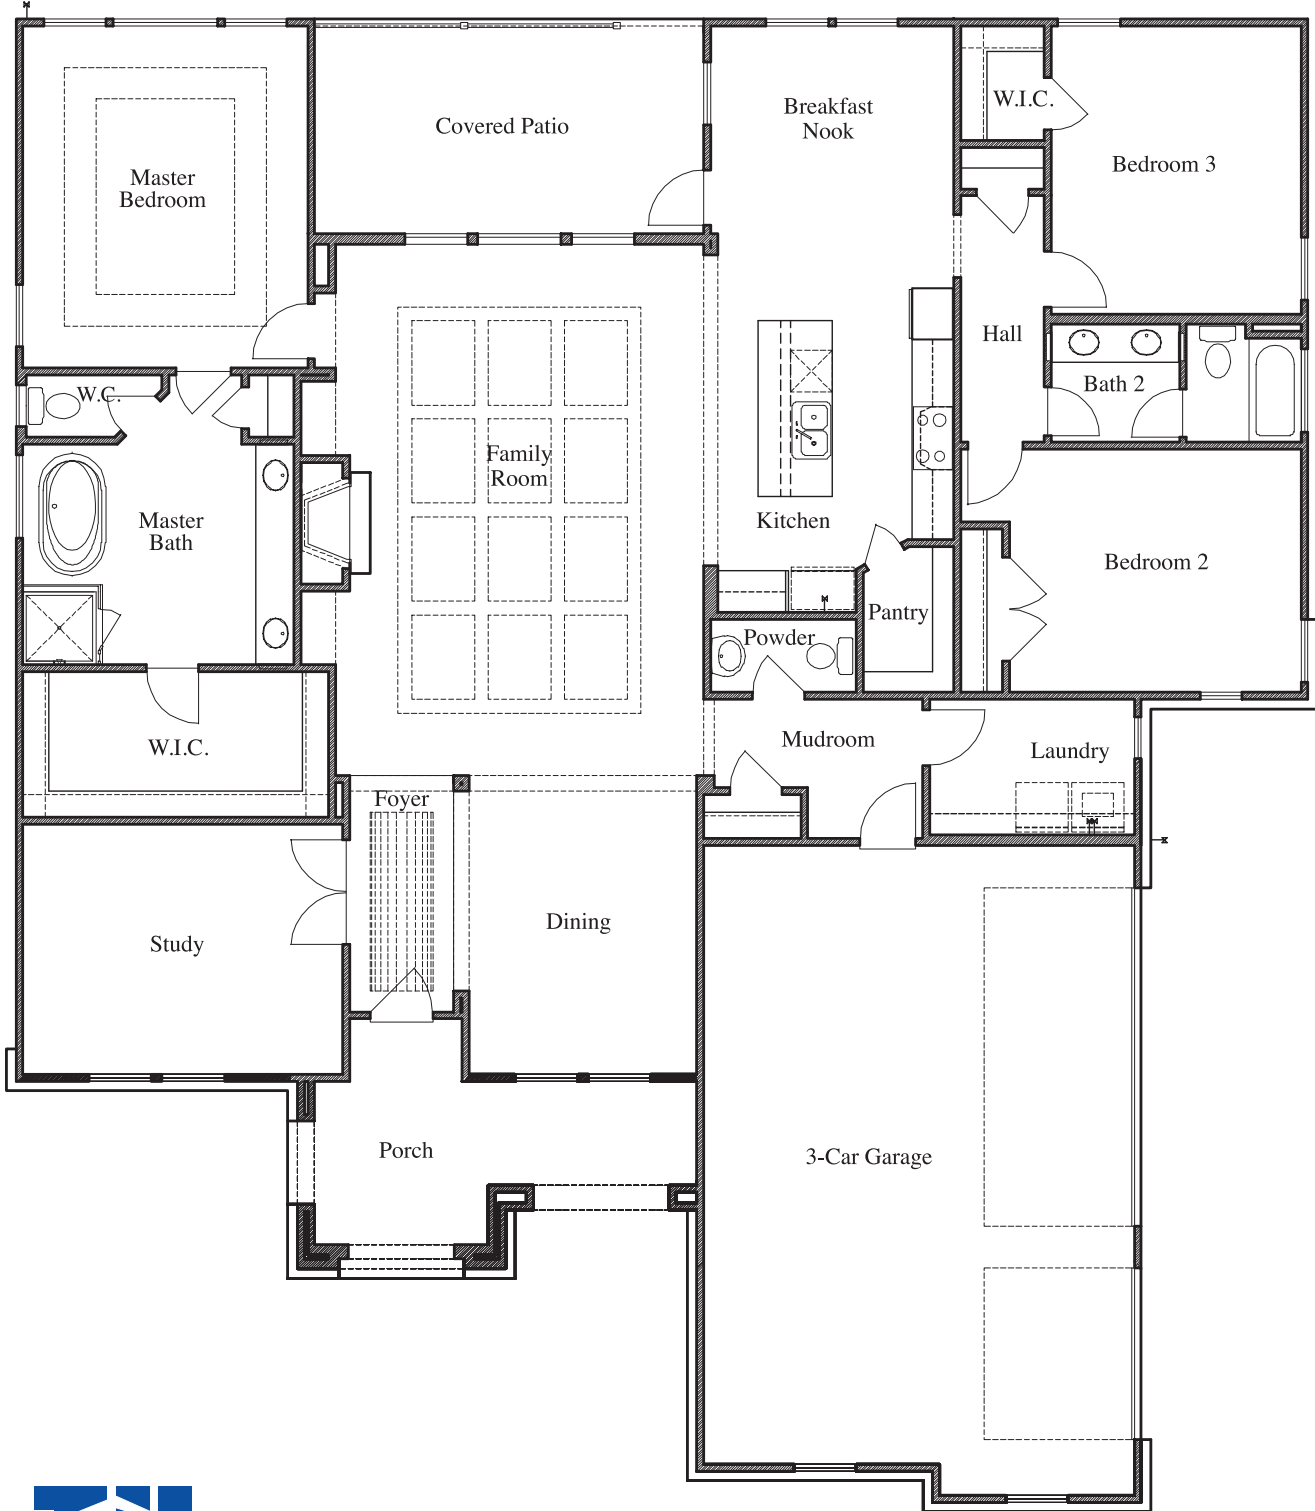 Covered Patio
Breakfast
Nook
W.I.C.
Bedroom 3
Master
Bedroom
Hall
W.C.
Bath 2
Family
Room
Master
Bath
Kitchen
Bedroom 2
Pantry
Powder
W.I.C.
Mudroom
Laundry
Foyer
Study
Dining
Porch
3-Car Garage